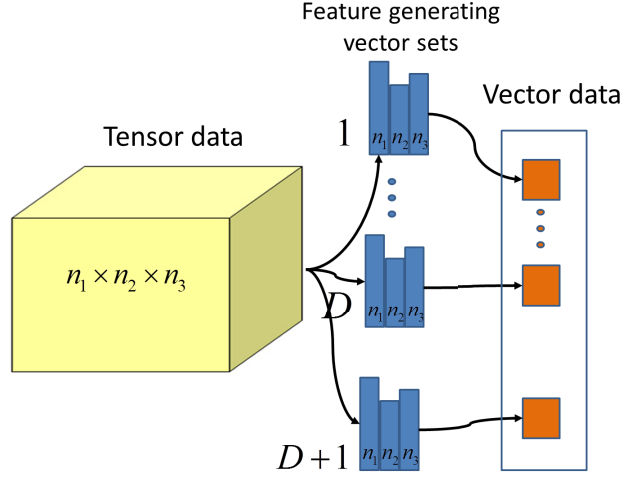 Feature generating
vector sets
Vector data
Tensor data
1
n₁ n₂ n₃
n₁ × n₂ × n₃
D
n₁ n₂ n₃
D + 1
n₁ n₂ n₃